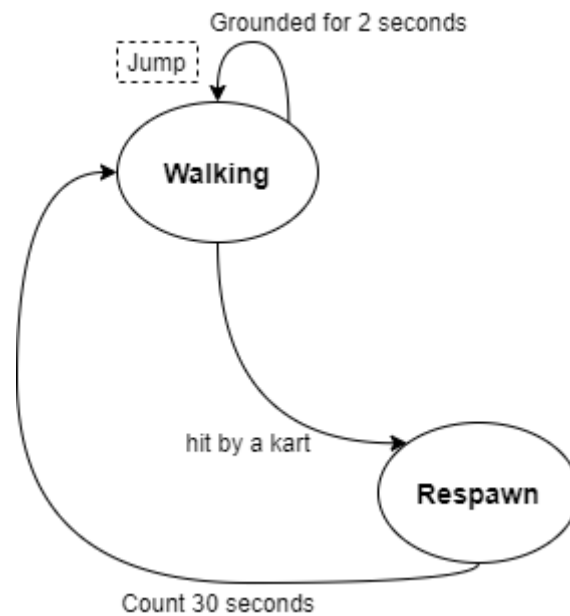 Grounded for 2 seconds
Jump
Walking
hit by a kart
Respawn
Count 30 seconds